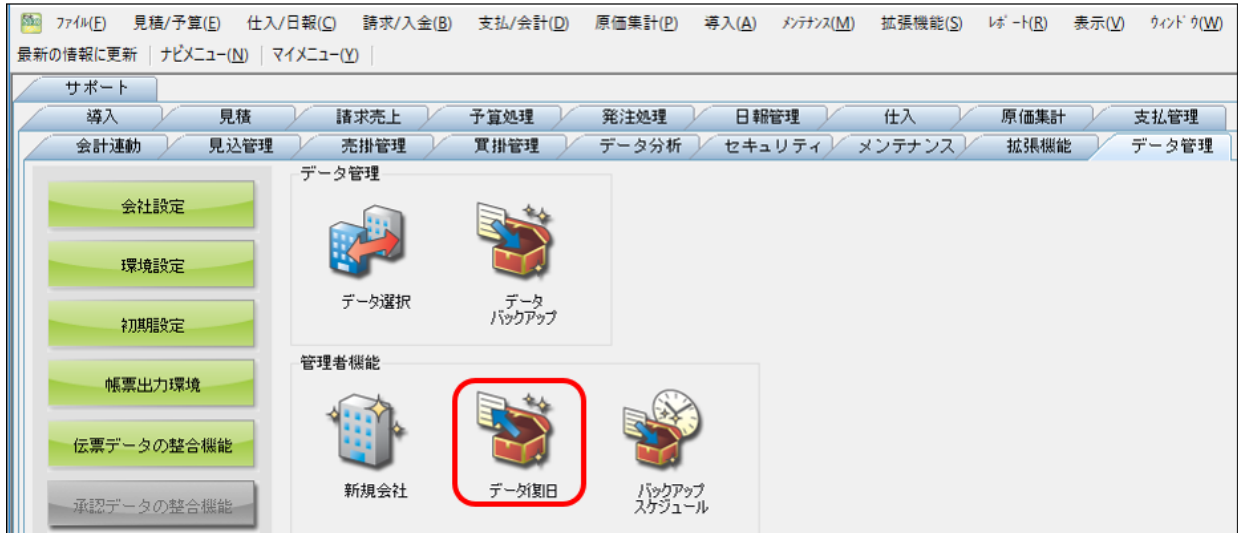 ファイル(F) 見積/予算(E) 仕入/日報(C) 請求/入金(B) 支払/会計(D) 原価集計(P) 導入(A) メンテナンス(M) 拡張機能(S) レポート(R) 表示(V) ウィンドウ(W)
最新の情報に更新 ナビメニュー(N) マイメニュー(Y)
サポート
導入 見積 請求売上 予算処理 発注処理 日報管理 仕入 原価集計 支払管理
会計連動 見込管理 売掛管理 買掛管理 データ分析 セキュリティ メンテナンス 拡張機能 データ管理
会社設定
環境設定
初期設定
帳票出力環境
伝票データの整合機能
承認データの整合機能
データ管理
データ選択
データ
バックアップ
管理者機能
新規会社
データ復旧
バックアップ
スケジュール